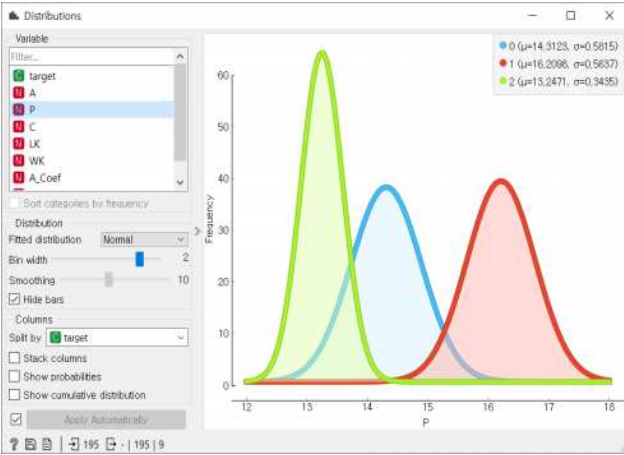 Distributions
Variable
Filter...
C target
N A
N P
N C
N LK
N WK
N A_Coef
Sort categories by frequency
Distribution
Fitted distribution Normal
Bin width 2
Smoothing 10
Hide bars
Columns
Split by C target
Stack columns
Show probabilities
Show cumulative distribution
Apply Automatically
195 - | 195 | 9
0 (μ=14.3123, σ=0.5815)
1 (μ=16.2098, σ=0.5637)
2 (μ=13.2471, σ=0.3435)
Frequency
60
50
40
30
20
10
0
12 13 14 15 16 17 18
P